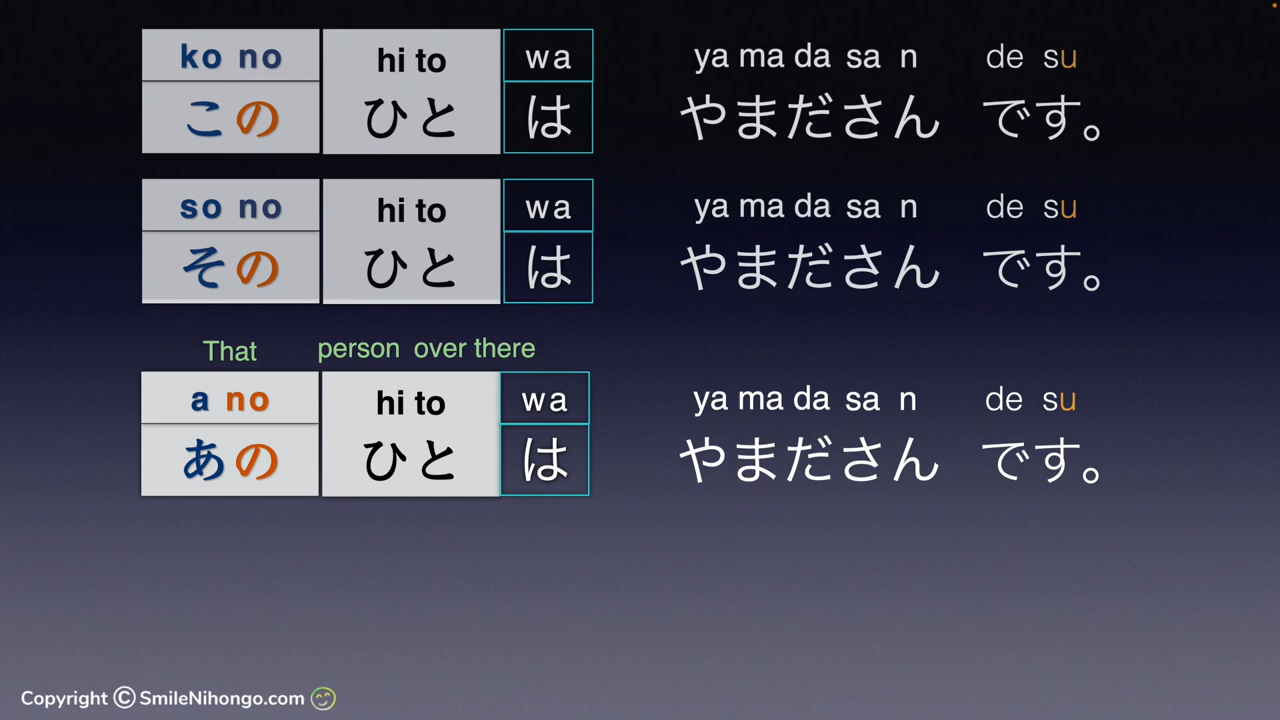 ko no hi to wa ya ma da sa n de su
この ひと は やまださん です。
so no hi to wa ya ma da sa n de su
その ひと は やまださん です。
That person over there
a no hi to wa ya ma da sa n de su
あの ひと は やまださん です。
Copyright © SmileNihongo.com